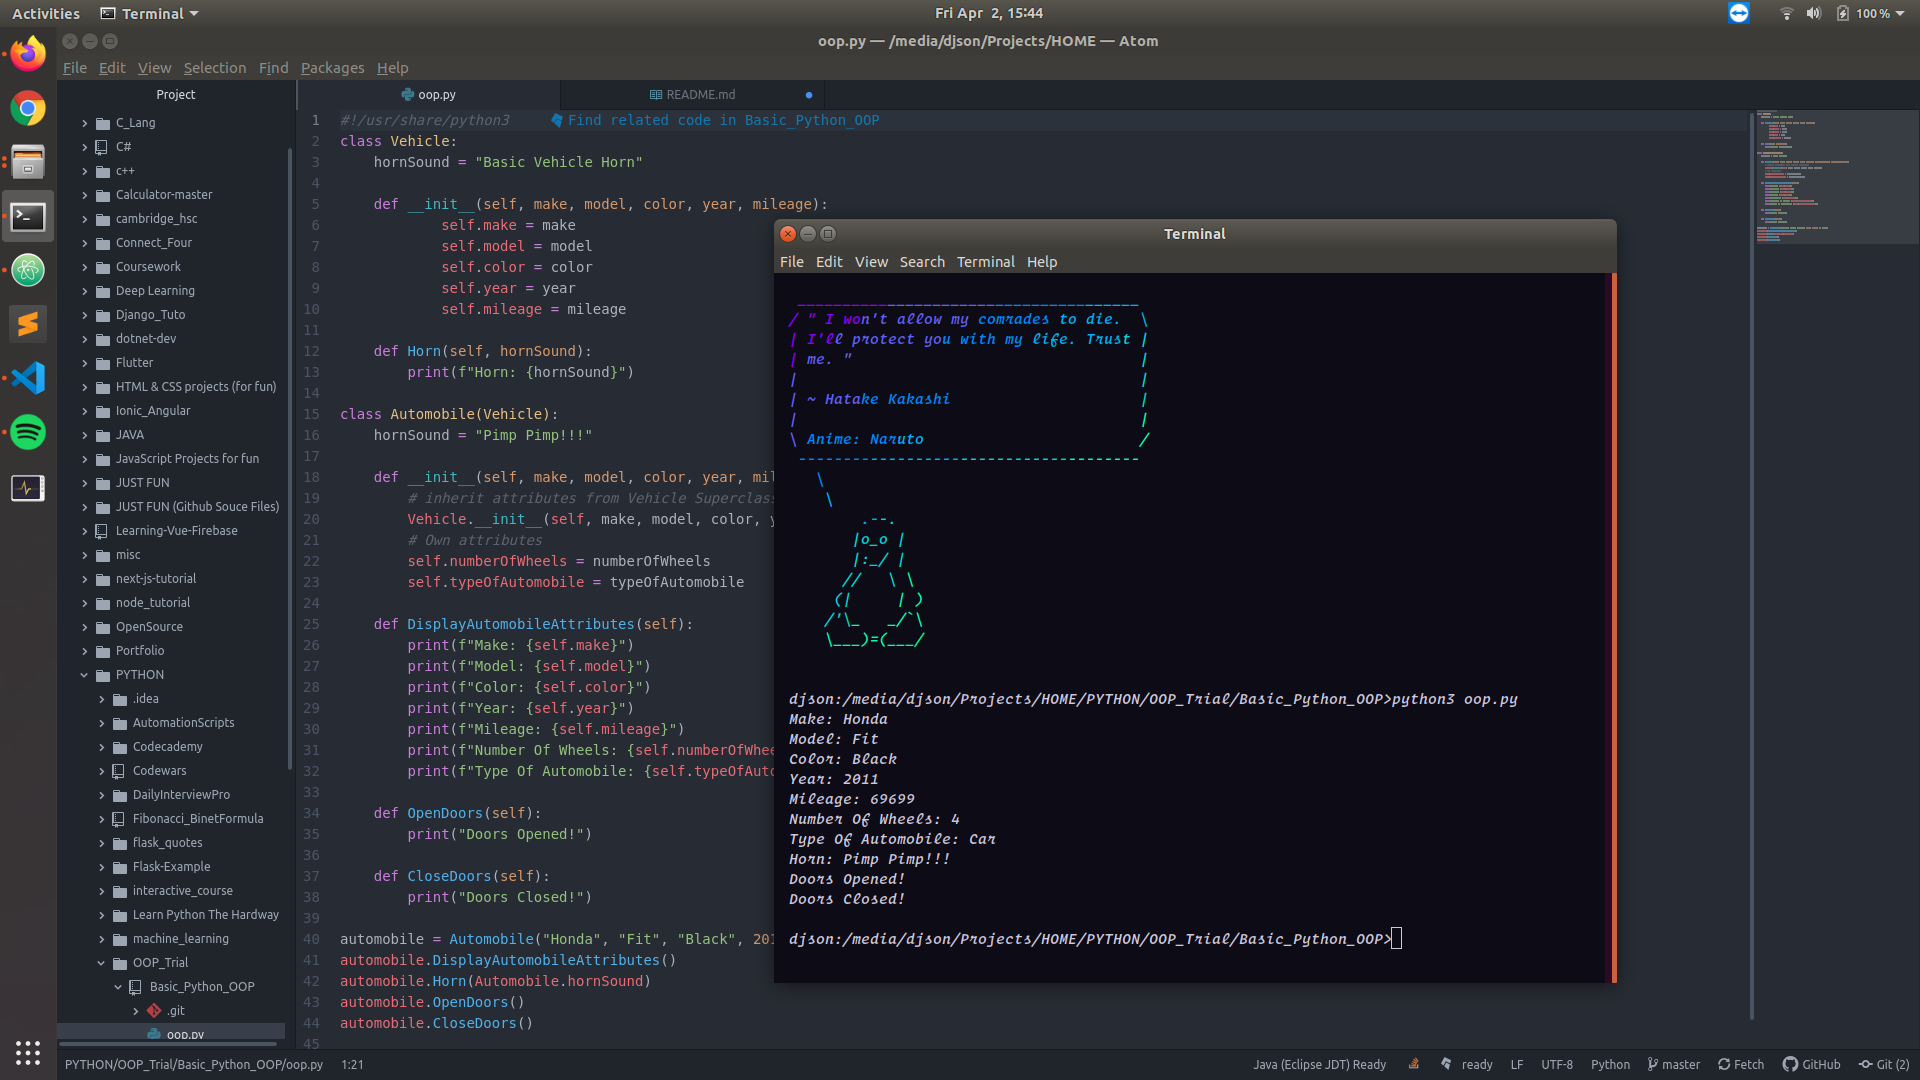 Activities Terminal Fri Apr 2, 15:44 100 %
oop.py — /media/djson/Projects/HOME — Atom
File Edit View Selection Find Packages Help
Project
C_Lang
C#
c++
Calculator-master
cambridge_hsc
Connect_Four
Coursework
Deep Learning
Django_Tuto
dotnet-dev
Flutter
HTML & CSS projects (for fun)
Ionic_Angular
JAVA
JavaScript Projects for fun
JUST FUN
JUST FUN (Github Souce Files)
Learning-Vue-Firebase
misc
next-js-tutorial
node_tutorial
OpenSource
Portfolio
PYTHON
.idea
AutomationScripts
Codecademy
Codewars
DailyInterviewPro
Fibonacci_BinetFormula
flask_quotes
Flask-Example
interactive_course
Learn Python The Hardway
machine_learning
OOP_Trial
Basic_Python_OOP
.git
oop.py
oop.py README.md
1 #!/usr/share/python3 Find related code in Basic_Python_OOP
2 class Vehicle:
3     hornSound = "Basic Vehicle Horn"
4
5     def __init__(self, make, model, color, year, mileage):
6             self.make = make
7             self.model = model
8             self.color = color
9             self.year = year
10             self.mileage = mileage
11
12     def Horn(self, hornSound):
13         print(f"Horn: {hornSound}")
14
15 class Automobile(Vehicle):
16     hornSound = "Pimp Pimp!!!"
17
18     def __init__(self, make, model, color, year, mil
19         # inherit attributes from Vehicle Superclas
20         Vehicle.__init__(self, make, model, color, y
21         # Own attributes
22         self.numberOfWheels = numberOfWheels
23         self.typeOfAutomobile = typeOfAutomobile
24
25     def DisplayAutomobileAttributes(self):
26         print(f"Make: {self.make}")
27         print(f"Model: {self.model}")
28         print(f"Color: {self.color}")
29         print(f"Year: {self.year}")
30         print(f"Mileage: {self.mileage}")
31         print(f"Number Of Wheels: {self.numberOfWhee
32         print(f"Type Of Automobile: {self.typeOfAuto
33
34     def OpenDoors(self):
35         print("Doors Opened!")
36
37     def CloseDoors(self):
38         print("Doors Closed!")
39
40 automobile = Automobile("Honda", "Fit", "Black", 201
41 automobile.DisplayAutomobileAttributes()
42 automobile.Horn(Automobile.hornSound)
43 automobile.OpenDoors()
44 automobile.CloseDoors()
45
Terminal
File Edit View Search Terminal Help
 ______________________________________
/ " I won't allow my comrades to die.  \
| I'll protect you with my life. Trust |
| me. "                                |
|                                      |
| ~ Hatake Kakashi                     |
|                                      |
\ Anime: Naruto                        /
 --------------------------------------
   \
    \
        .--.
       |o_o |
       |:_/ |
      //   \ \
     (|     | )
    /'\_   _/`\
    \___)=(___/
djson:/media/djson/Projects/HOME/PYTHON/OOP_Trial/Basic_Python_OOP>python3 oop.py
Make: Honda
Model: Fit
Color: Black
Year: 2011
Mileage: 69699
Number Of Wheels: 4
Type Of Automobile: Car
Horn: Pimp Pimp!!!
Doors Opened!
Doors Closed!
djson:/media/djson/Projects/HOME/PYTHON/OOP_Trial/Basic_Python_OOP>
PYTHON/OOP_Trial/Basic_Python_OOP/oop.py 1:21 Java (Eclipse JDT) Ready ready LF UTF-8 Python master Fetch GitHub Git (2)